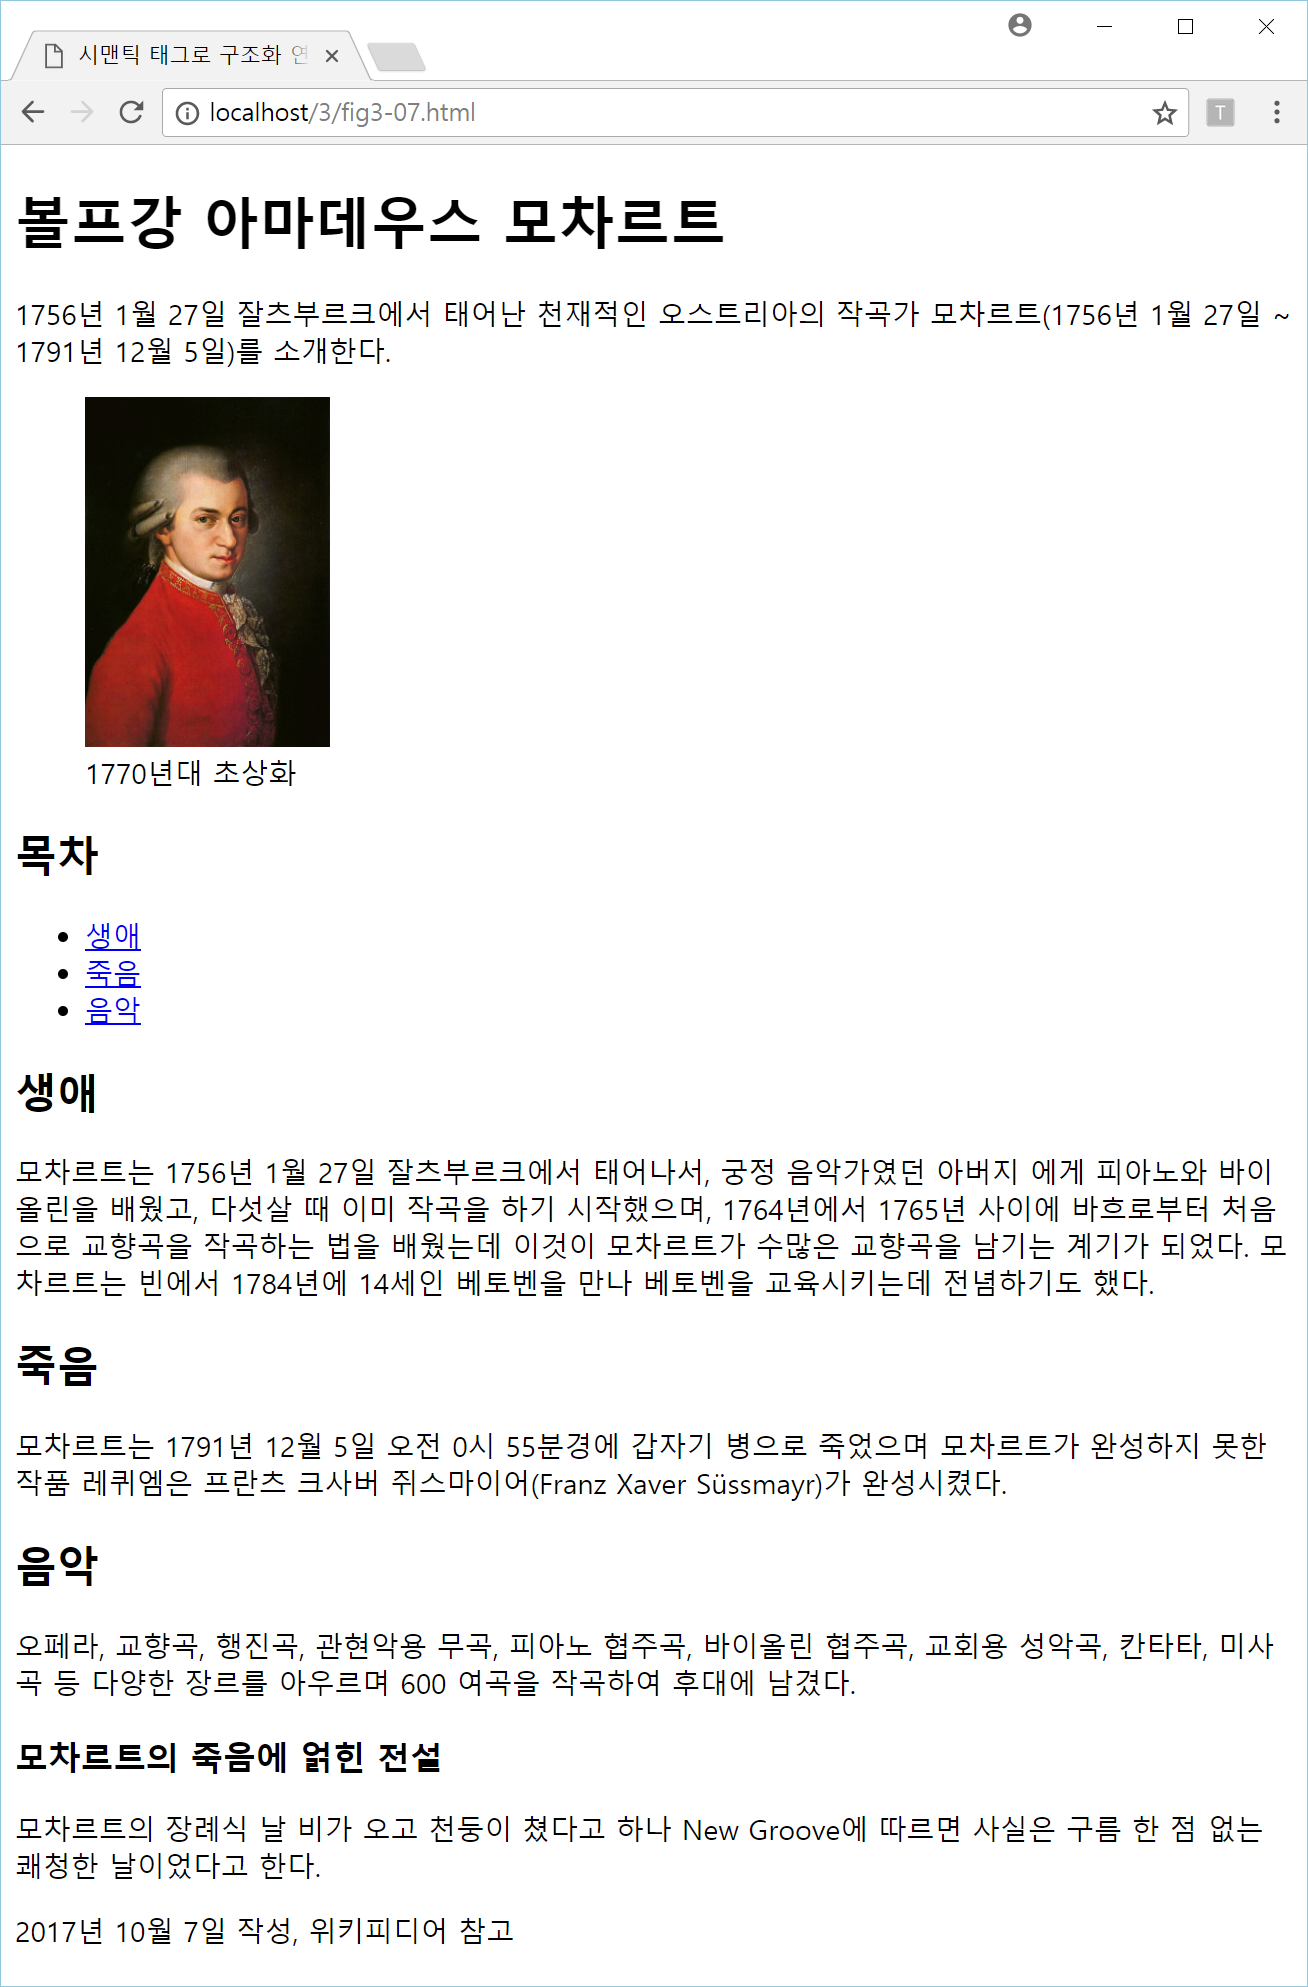 시맨틱 태그로 구조화
localhost/3/fig3-07.html
T
볼프강 아마데우스 모차르트
1756년 1월 27일 잘츠부르크에서 태어난 천재적인 오스트리아의 작곡가 모차르트(1756년 1월 27일 ~
1791년 12월 5일)를 소개한다.
1770년대 초상화
목차
생애
죽음
음악
생애
모차르트는 1756년 1월 27일 잘츠부르크에서 태어나서, 궁정 음악가였던 아버지 에게 피아노와 바이
올린을 배웠고, 다섯살 때 이미 작곡을 하기 시작했으며, 1764년에서 1765년 사이에 바흐로부터 처음
으로 교향곡을 작곡하는 법을 배웠는데 이것이 모차르트가 수많은 교향곡을 남기는 계기가 되었다. 모
차르트는 빈에서 1784년에 14세인 베토벤을 만나 베토벤을 교육시키는데 전념하기도 했다.
죽음
모차르트는 1791년 12월 5일 오전 0시 55분경에 갑자기 병으로 죽었으며 모차르트가 완성하지 못한
작품 레퀴엠은 프란츠 크사버 쥐스마이어(Franz Xaver Süssmayr)가 완성시켰다.
음악
오페라, 교향곡, 행진곡, 관현악용 무곡, 피아노 협주곡, 바이올린 협주곡, 교회용 성악곡, 칸타타, 미사
곡 등 다양한 장르를 아우르며 600 여곡을 작곡하여 후대에 남겼다.
모차르트의 죽음에 얽힌 전설
모차르트의 장례식 날 비가 오고 천둥이 쳤다고 하나 New Groove에 따르면 사실은 구름 한 점 없는
쾌청한 날이었다고 한다.
2017년 10월 7일 작성, 위키피디어 참고